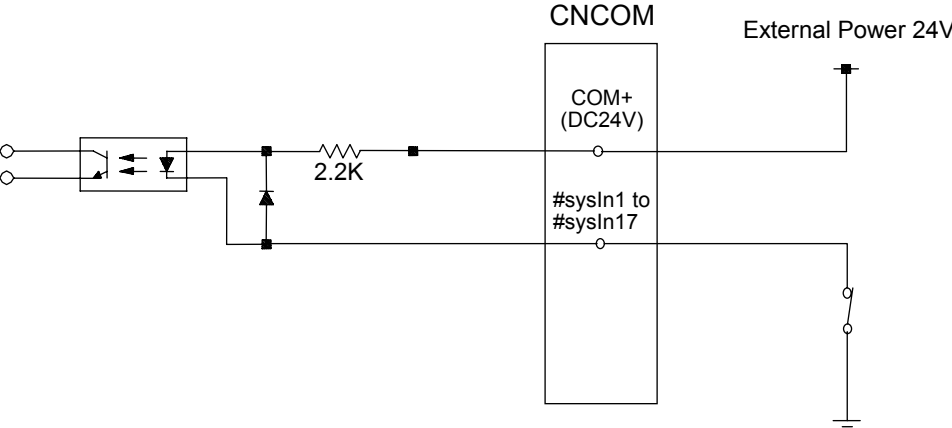 CNCOM
External Power 24V
COM+
(DC24V)
2.2K
#sysIn1 to
#sysIn17